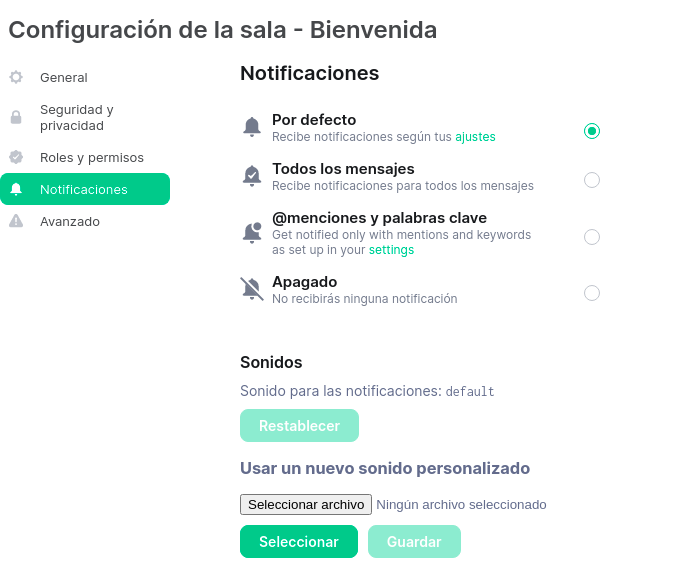 Configuración de la sala - Bienvenida
General
Seguridad y
privacidad
Roles y permisos
Notificaciones
Avanzado
Notificaciones
Por defecto
Recibe notificaciones según tus ajustes
Todos los mensajes
Recibe notificaciones para todos los mensajes
@menciones y palabras clave
Get notified only with mentions and keywords
as set up in your settings
Apagado
No recibirás ninguna notificación
Sonidos
Sonido para las notificaciones: default
Restablecer
Usar un nuevo sonido personalizado
Seleccionar archivo Ningún archivo seleccionado
Seleccionar Guardar